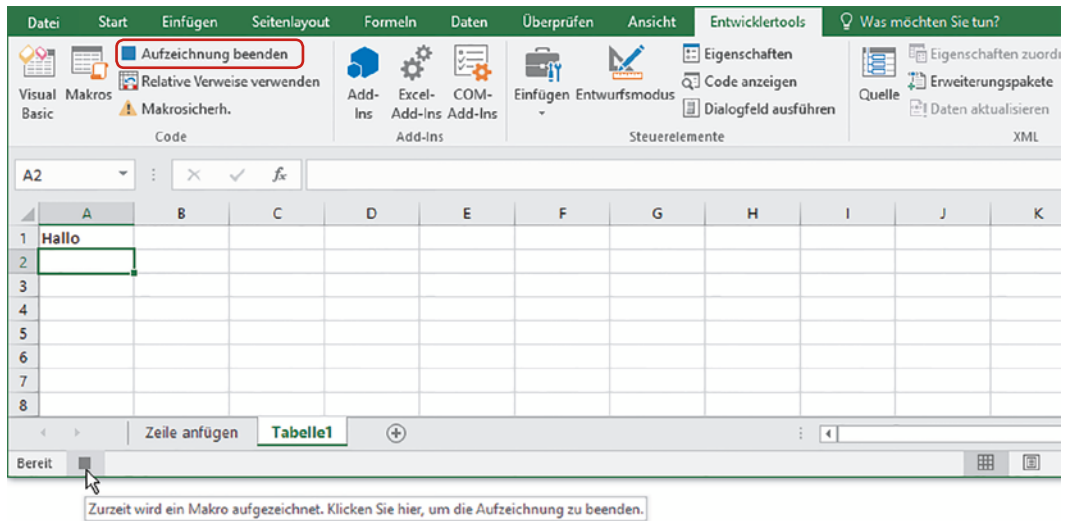 Datei Start Einfügen Seitenlayout Formeln Daten Überprüfen Ansicht Entwicklertools Was möchten Sie tun?
Visual Basic
Makros
Aufzeichnung beenden
Relative Verweise verwenden
Makrosicherh.
Code
Add-Ins
Excel-Add-Ins
COM-Add-Ins
Add-Ins
Einfügen
Entwurfsmodus
Eigenschaften
Code anzeigen
Dialogfeld ausführen
Steuerelemente
Quelle
Eigenschaften
Erweiterungspakete
Daten aktualisieren
XML
A2 fx
A B C D E F G H I J K
1 Hallo
2
3
4
5
6
7
8
Zeile anfügen Tabelle1
Bereit
Zurzeit wird ein Makro aufgezeichnet. Klicken Sie hier, um die Aufzeichnung zu beenden.